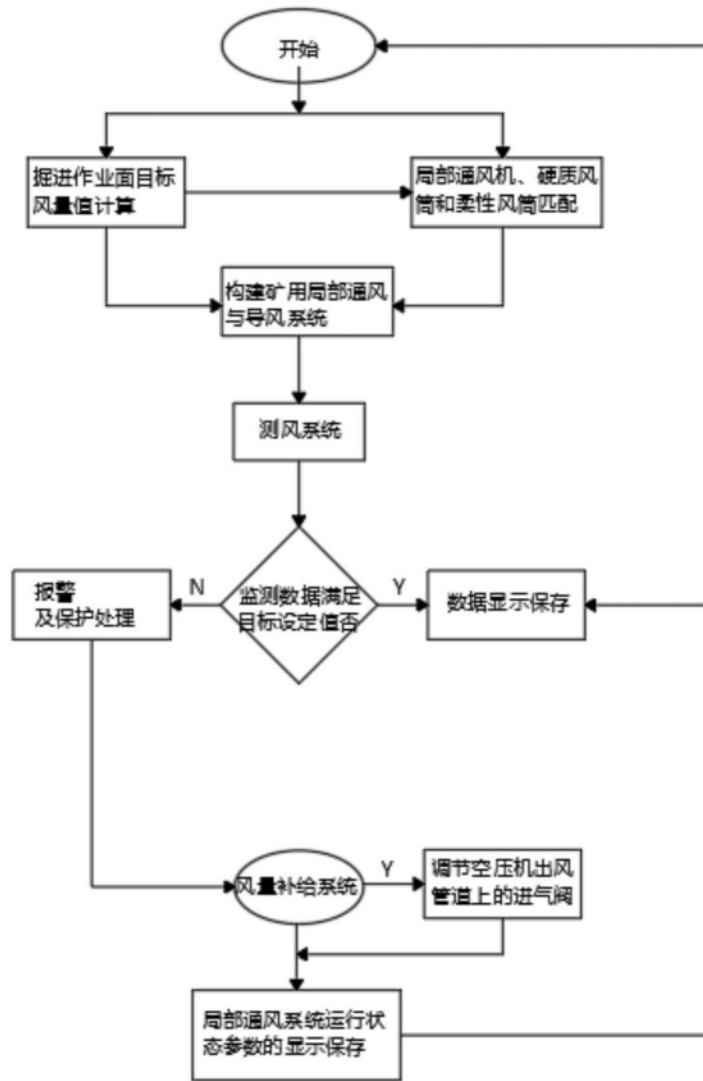 开始
掘进作业面目标
风量值计算
局部通风机、硬质风
筒和柔性风筒匹配
构建矿用局部通风
与导风系统
测风系统
报警
及保护处理
N
监测数据满足
目标设定值否
Y
数据显示保存
风量补给系统
Y
调节空压机出风
管道上的进气阀
局部通风系统运行状
态参数的显示保存